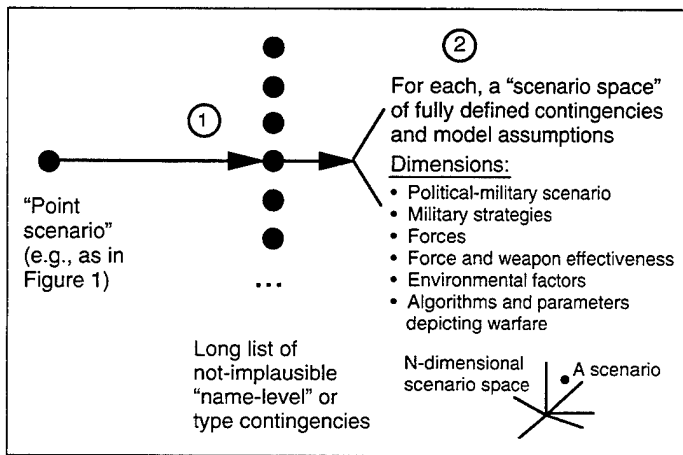 1
2
"Point
scenario"
(e.g., as in
Figure 1)
...
Long list of
not-implausible
"name-level" or
type contingencies
For each, a "scenario space"
of fully defined contingencies
and model assumptions
Dimensions:
• Political-military scenario
• Military strategies
• Forces
• Force and weapon effectiveness
• Environmental factors
• Algorithms and parameters
depicting warfare
N-dimensional
scenario space
A scenario